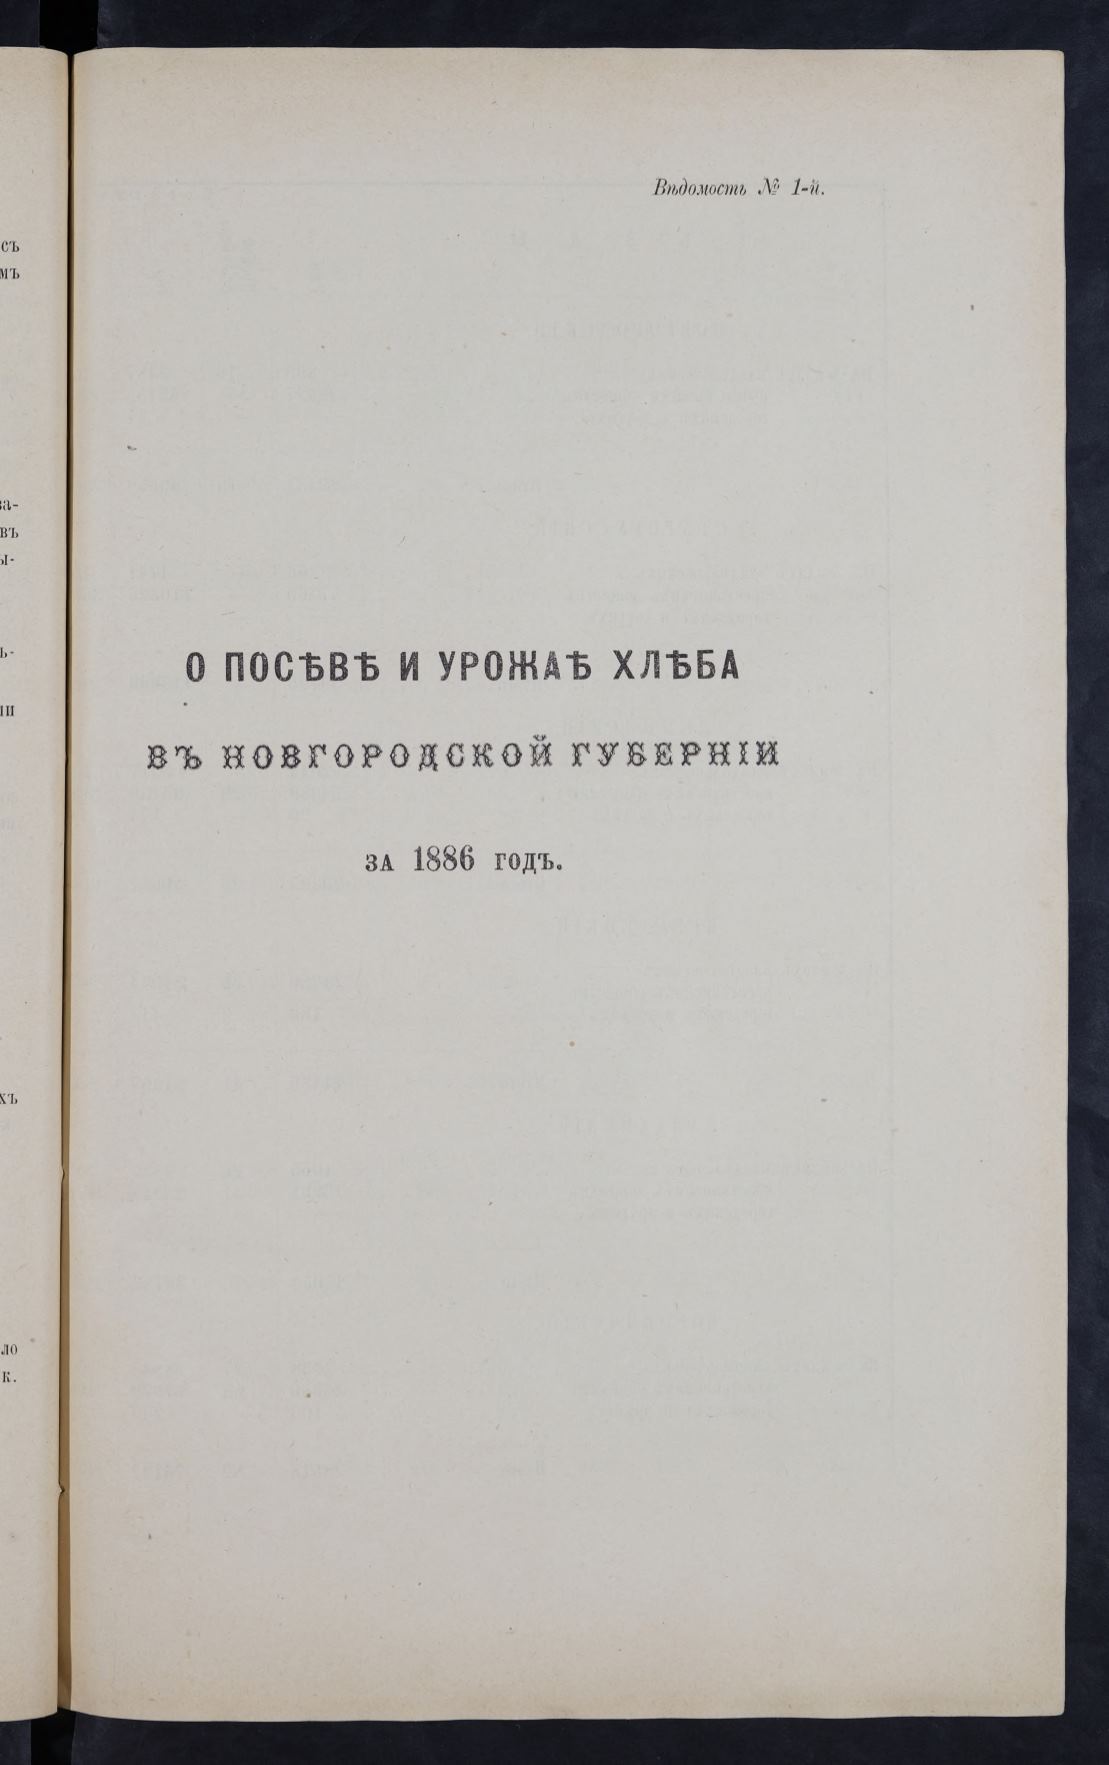 Вѣдомость № 1-й.
О ПОСѢВѢ И УРОЖАѢ ХЛѢБА
ВЪ НОВГОРОДСКОЙ ГУБЕРНІИ
ЗА 1886 ГОДЪ.